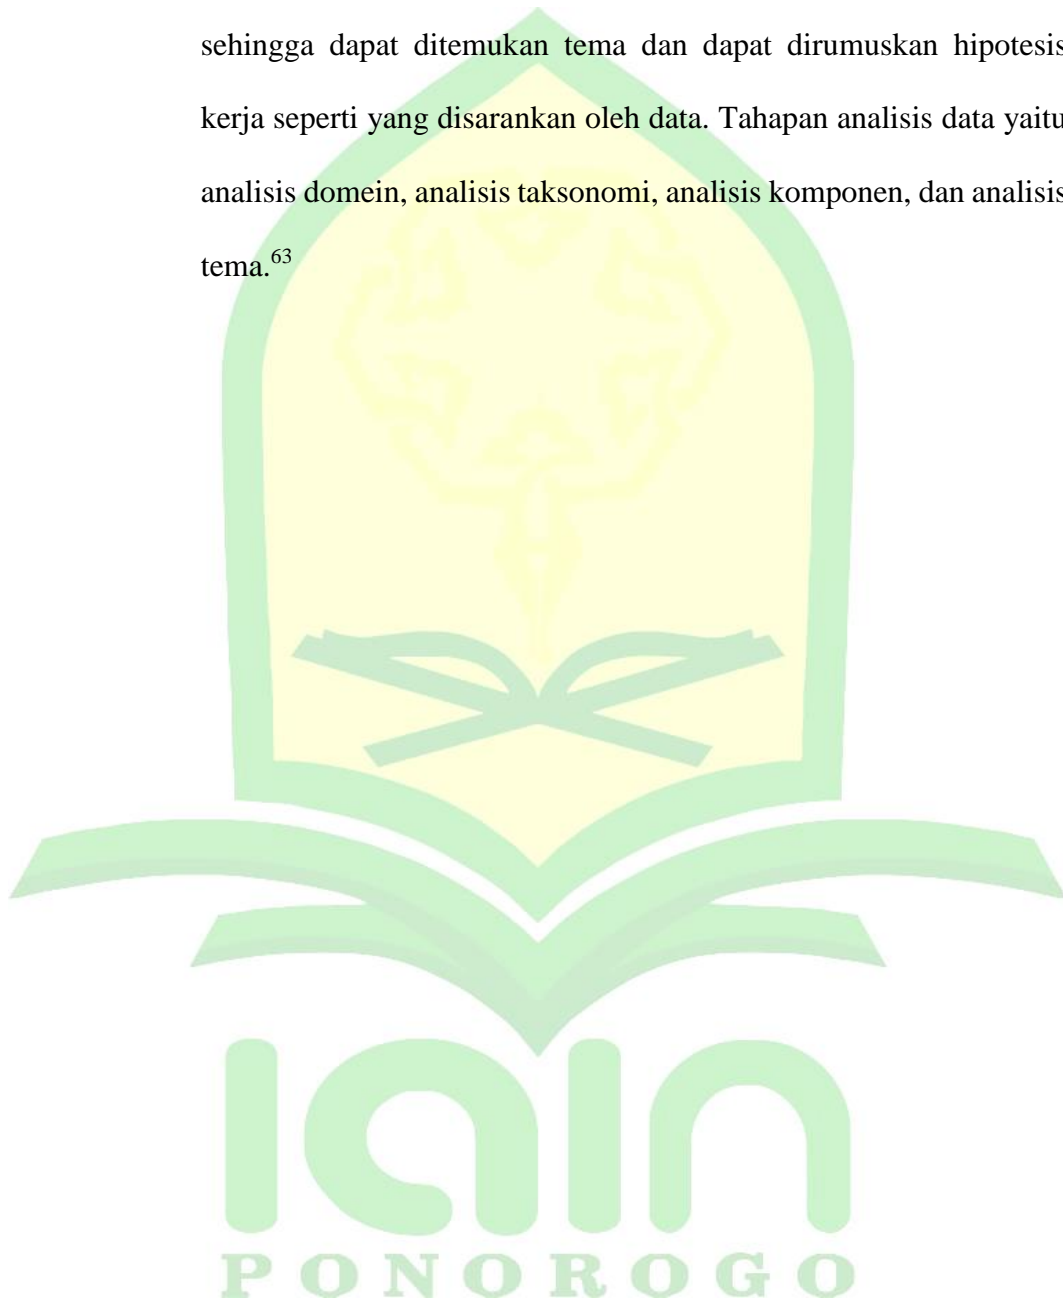 sehingga dapat ditemukan tema dan dapat dirumuskan hipotesis
kerja seperti yang disarankan oleh data. Tahapan analisis data yaitu
analisis domein, analisis taksonomi, analisis komponen, dan analisis
tema.63
iain
PONOROGO